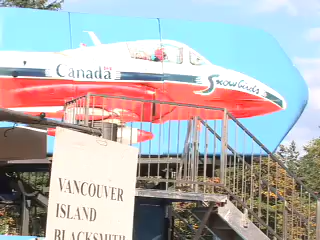 Canada
Snowbirds
VANCOUVER
ISLAND
BLACKSMITH